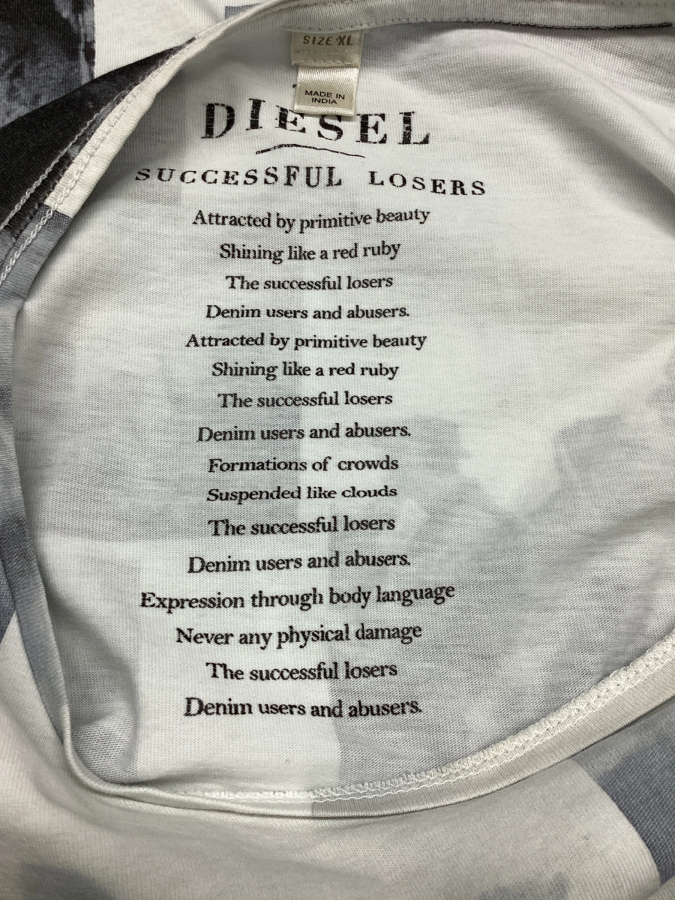 SIZE XL
MADE IN
INDIA
DIESEL
SUCCESSFUL LOSERS
Attracted by primitive beauty
Shining like a red ruby
The successful losers
Denim users and abusers.
Attracted by primitive beauty
Shining like a red ruby
The successful losers
Denim users and abusers.
Formations of crowds
Suspended like clouds
The successful losers
Denim users and abusers.
Expression through body language
Never any physical damage
The successful losers
Denim users and abusers.